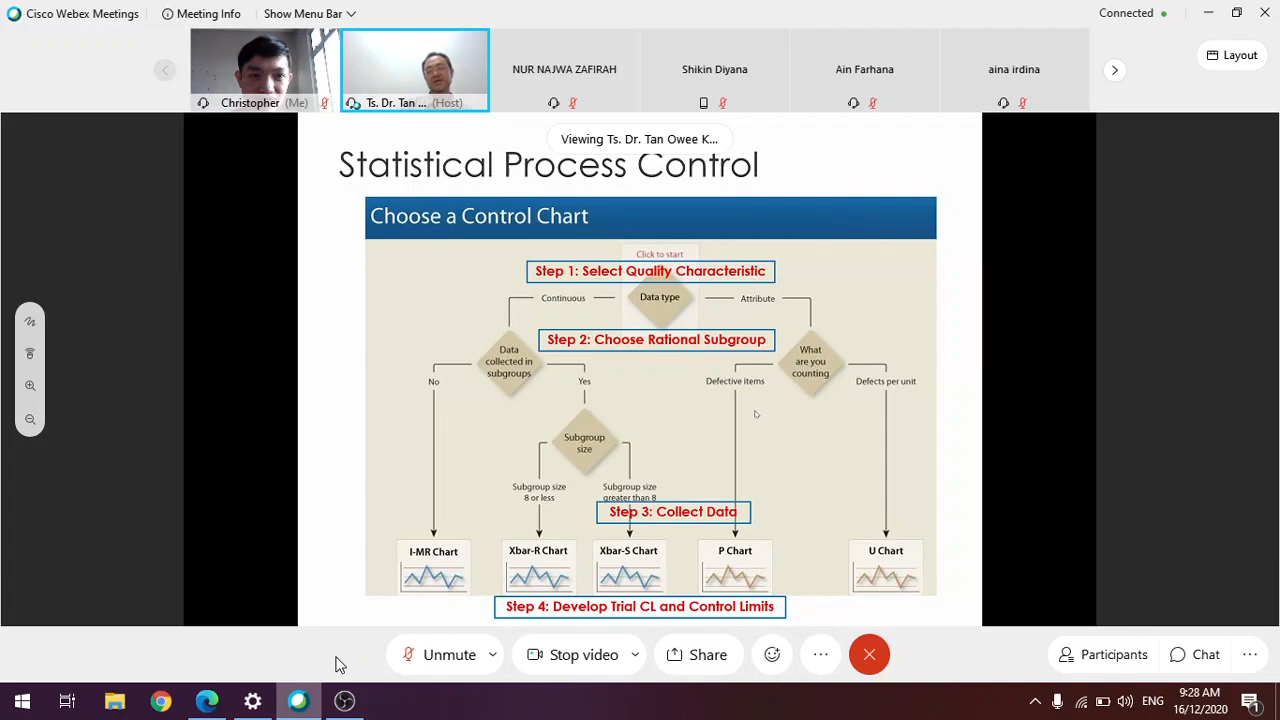 Cisco Webex Meetings
Meeting Info
Show Menu Bar
Connected
Christopher (Me)
Ts. Dr. Tan ... (Host)
NUR NAJWA ZAFIRAH
Shikin Diyana
Ain Farhana
aina irdina
Layout
Viewing Ts. Dr. Tan Owee K...
Statistical Process Control
Choose a Control Chart
Click to start
Step 1: Select Quality Characteristic
Continuous
Data type
Attribute
Step 2: Choose Rational Subgroup
Data
collected in
subgroups
What
are you
counting
No
Yes
Defective items
Defects per unit
Subgroup
size
Subgroup size
8 or less
Subgroup size
greater than 8
Step 3: Collect Data
I-MR Chart
Xbar-R Chart
Xbar-S Chart
P Chart
U Chart
Step 4: Develop Trial CL and Control Limits
Unmute
Stop video
Share
Participants
Chat
ENG
9:28 AM
16/12/2020
1